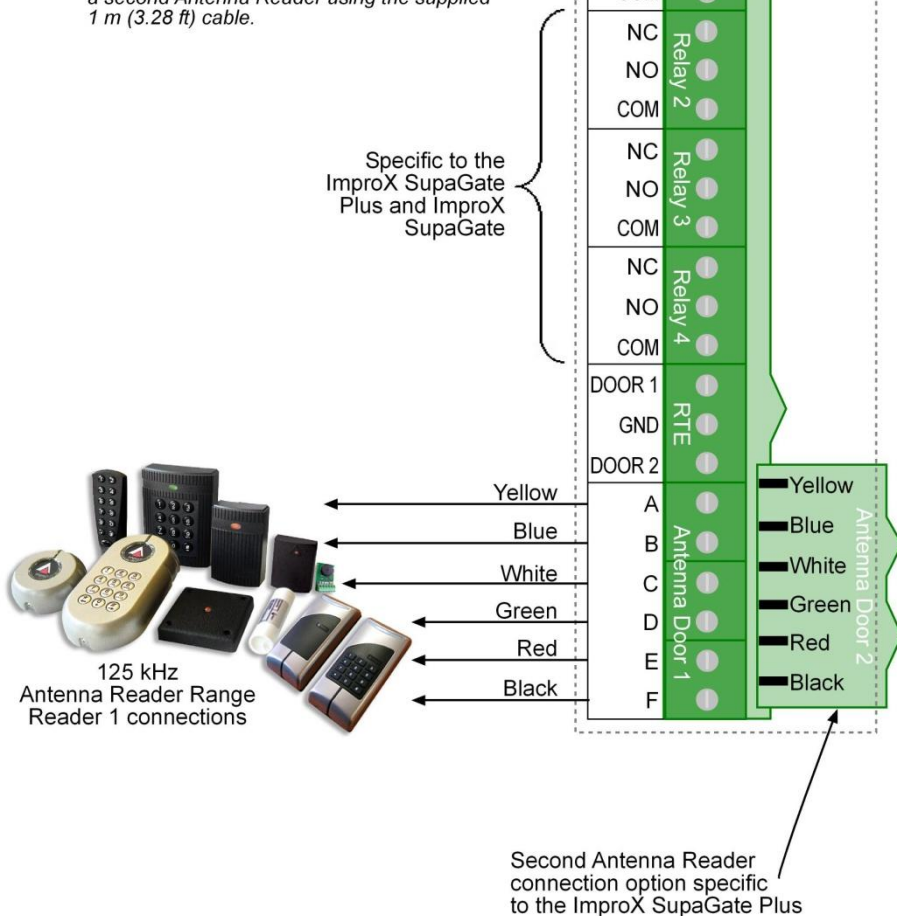 a second Antenna Reader using the supplied
1 m (3.28 ft) cable.
NC
NO
COM
Relay 2
NC
NO
COM
Relay 3
NC
NO
COM
Relay 4
Specific to the
ImproX SupaGate
Plus and ImproX
SupaGate
DOOR 1
GND
DOOR 2
RTE
A
B
C
D
E
F
Antenna Door 1
Yellow
Blue
White
Green
Red
Black
Yellow
Blue
White
Green
Red
Black
Antenna Door 2
125 kHz
Antenna Reader Range
Reader 1 connections
Second Antenna Reader
connection option specific
to the ImproX SupaGate Plus